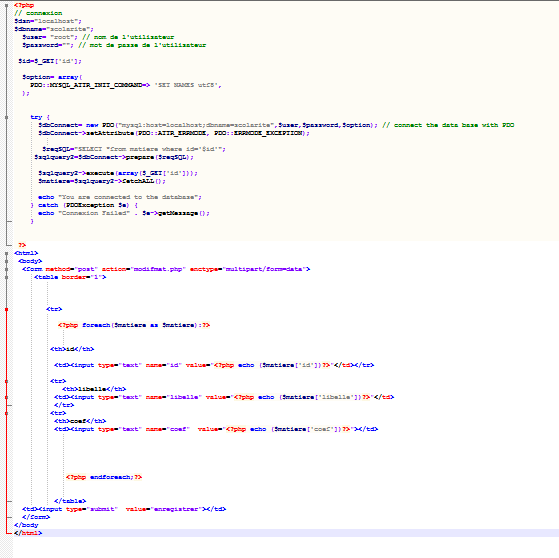 <?php
// connexion
$dsn="localhost";
$dbname="scolarite";
$user= "root"; // nom de l'utilisateur
$password=""; // mot de passe de l'utilisateur
$id=$_GET['id'];
$option= array(
PDO::MYSQL_ATTR_INIT_COMMAND=> 'SET NAMES utf8',
);
try {
$dbConnect= new PDO("mysql:host=localhost;dbname=scolarite",$user,$password,$option); // connect the data base with PDO
$dbConnect->setAttribute(PDO::ATTR_ERRMODE, PDO::ERRMODE_EXCEPTION);
$reqSQL="SELECT *from matiere where id='$id'";
$sqlquery2=$dbConnect->prepare($reqSQL);
$sqlquery2->execute(array($_GET['id']));
$matiere=$sqlquery2->fetchALL();
echo "You are connected to the database";
} catch (PDOException $e) {
echo "Connexion Failed" . $e->getMessage();
}
?>
<html>
<body>
<form method="post" action="modifmat.php" enctype="multipart/form=data">
<table border="1">
<tr>
<?php foreach($matiere as $matiere):?>
<th>id</th>
<td><input type="text" name="id" value="<?php echo ($matiere['id'])?>"</td></tr>
<tr>
<th>libelle</th>
<td><input type="text" name="libelle" value="<?php echo ($matiere['libelle'])?>"</td>
</tr>
<tr>
<th>coef</th>
<td><input type="text" name="coef" value="<?php echo ($matiere['coef'])?>"></td>
<?php endforeach;?>
</table>
<td><input type="submit" value="enregistrer"></td>
</form>
</body
</html>